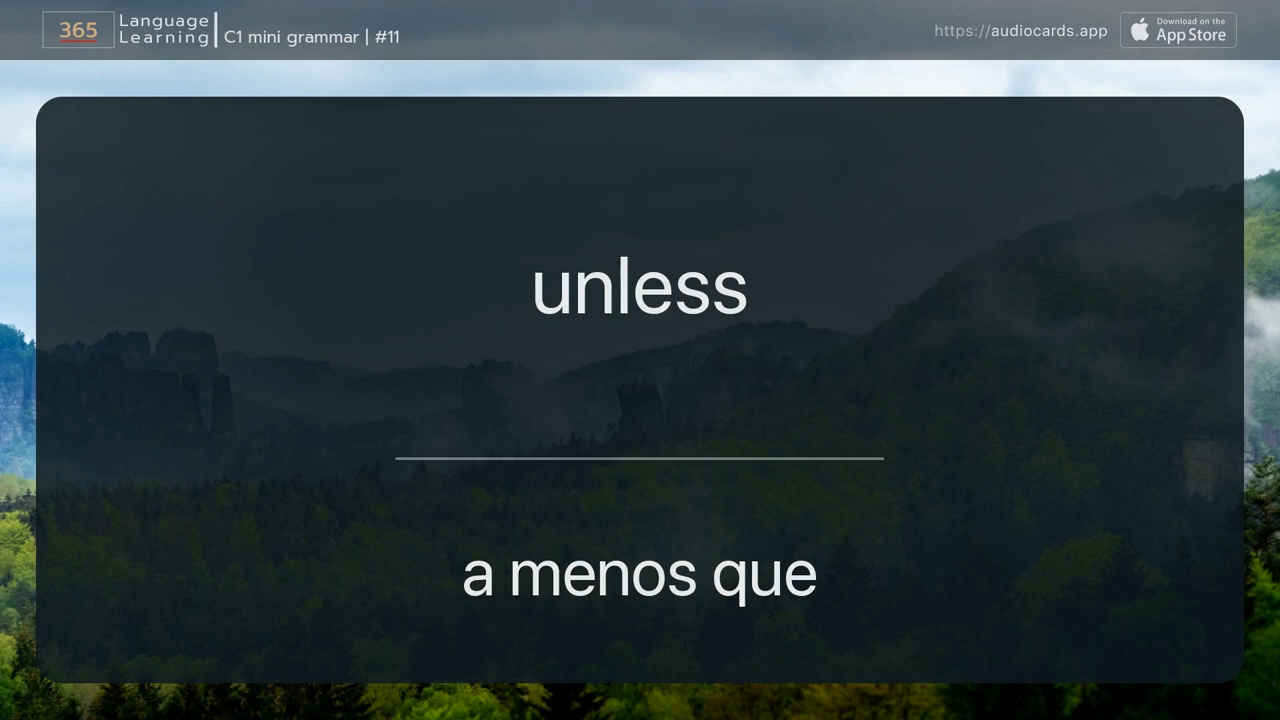 365
Language
Learning
C1 mini grammar | #11
https://audiocards.app
Download on the
App Store
unless
a menos que